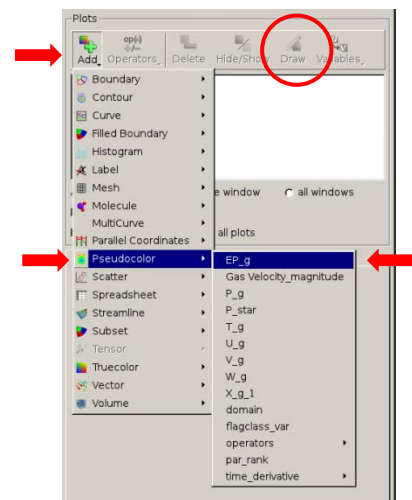 Plots
op(+)
Add Operators Delete Hide/Show Draw Variables
Boundary
Contour
Curve
Filled Boundary
Histogram
Label
Mesh
e window all windows
Molecule
MultiCurve
Parallel Coordinates all plots
Pseudocolor EP_g
Scatter Gas Velocity_magnitude
Spreadsheet P_g
Streamline P_star
Subset T_g
Tensor U_g
Truecolor V_g
Vector W_g
Volume X_g_1
domain
flagclass_var
operators
par_rank
time_derivative